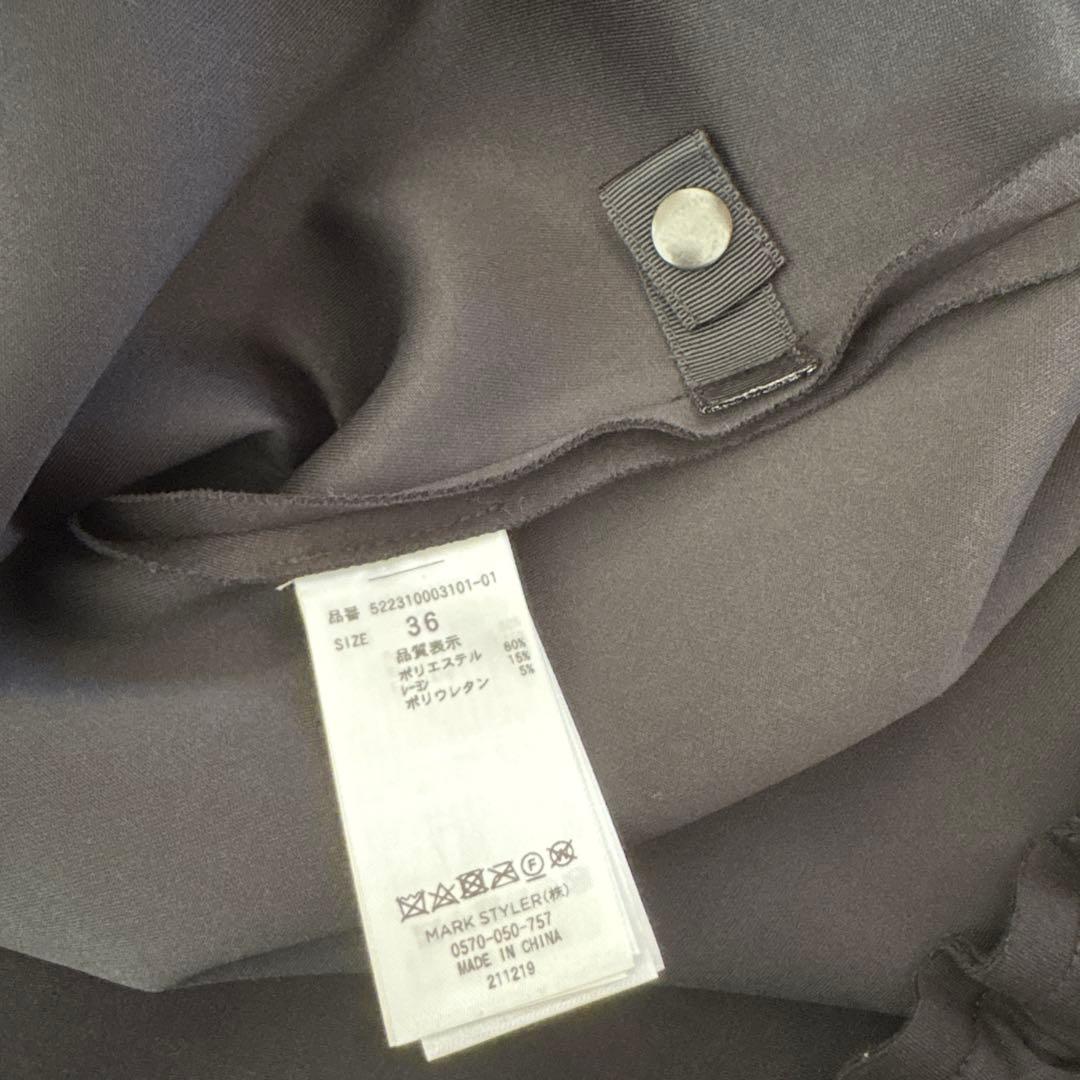 品番 522310003101-01
SIZE 36
品質表示
ポリエステル 80%
レーヨン 15%
ポリウレタン 5%
F W
MARK STYLER(株)
0570-050-757
MADE IN CHINA
211219